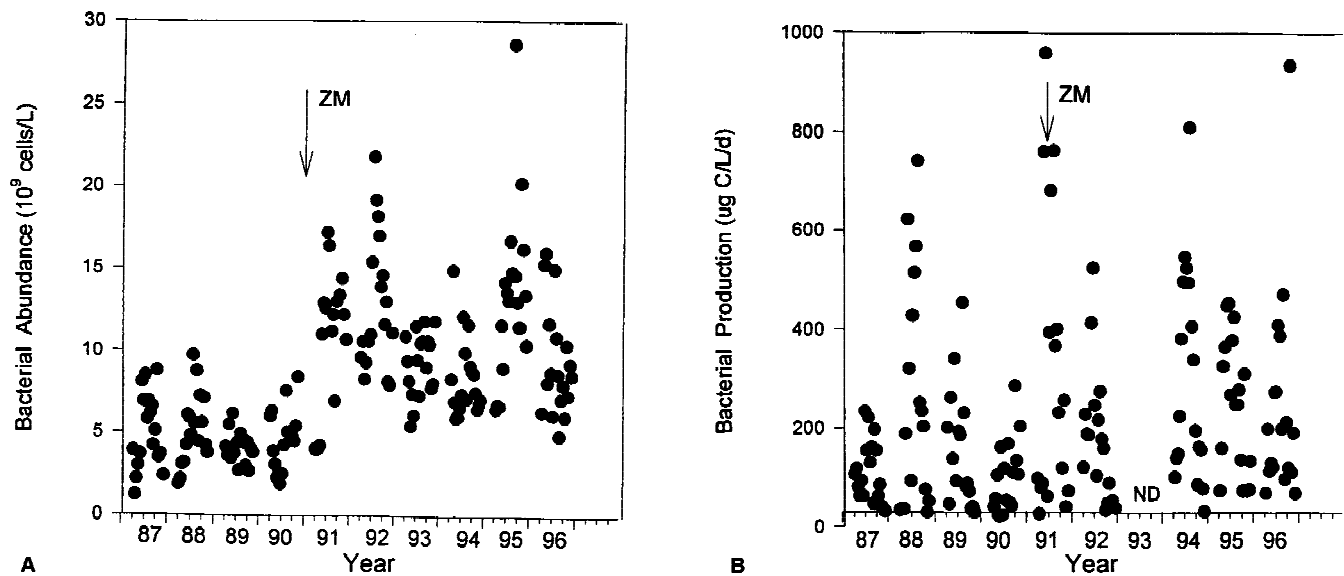 30
25
20
15
10
5
0
Bacterial Abundance (10⁹ cells/L)
ZM
87 88 89 90 91 92 93 94 95 96
Year
A
1000
800
600
400
200
0
Bacterial Production (ug C/L/d)
ZM
ND
87 88 89 90 91 92 93 94 95 96
Year
B